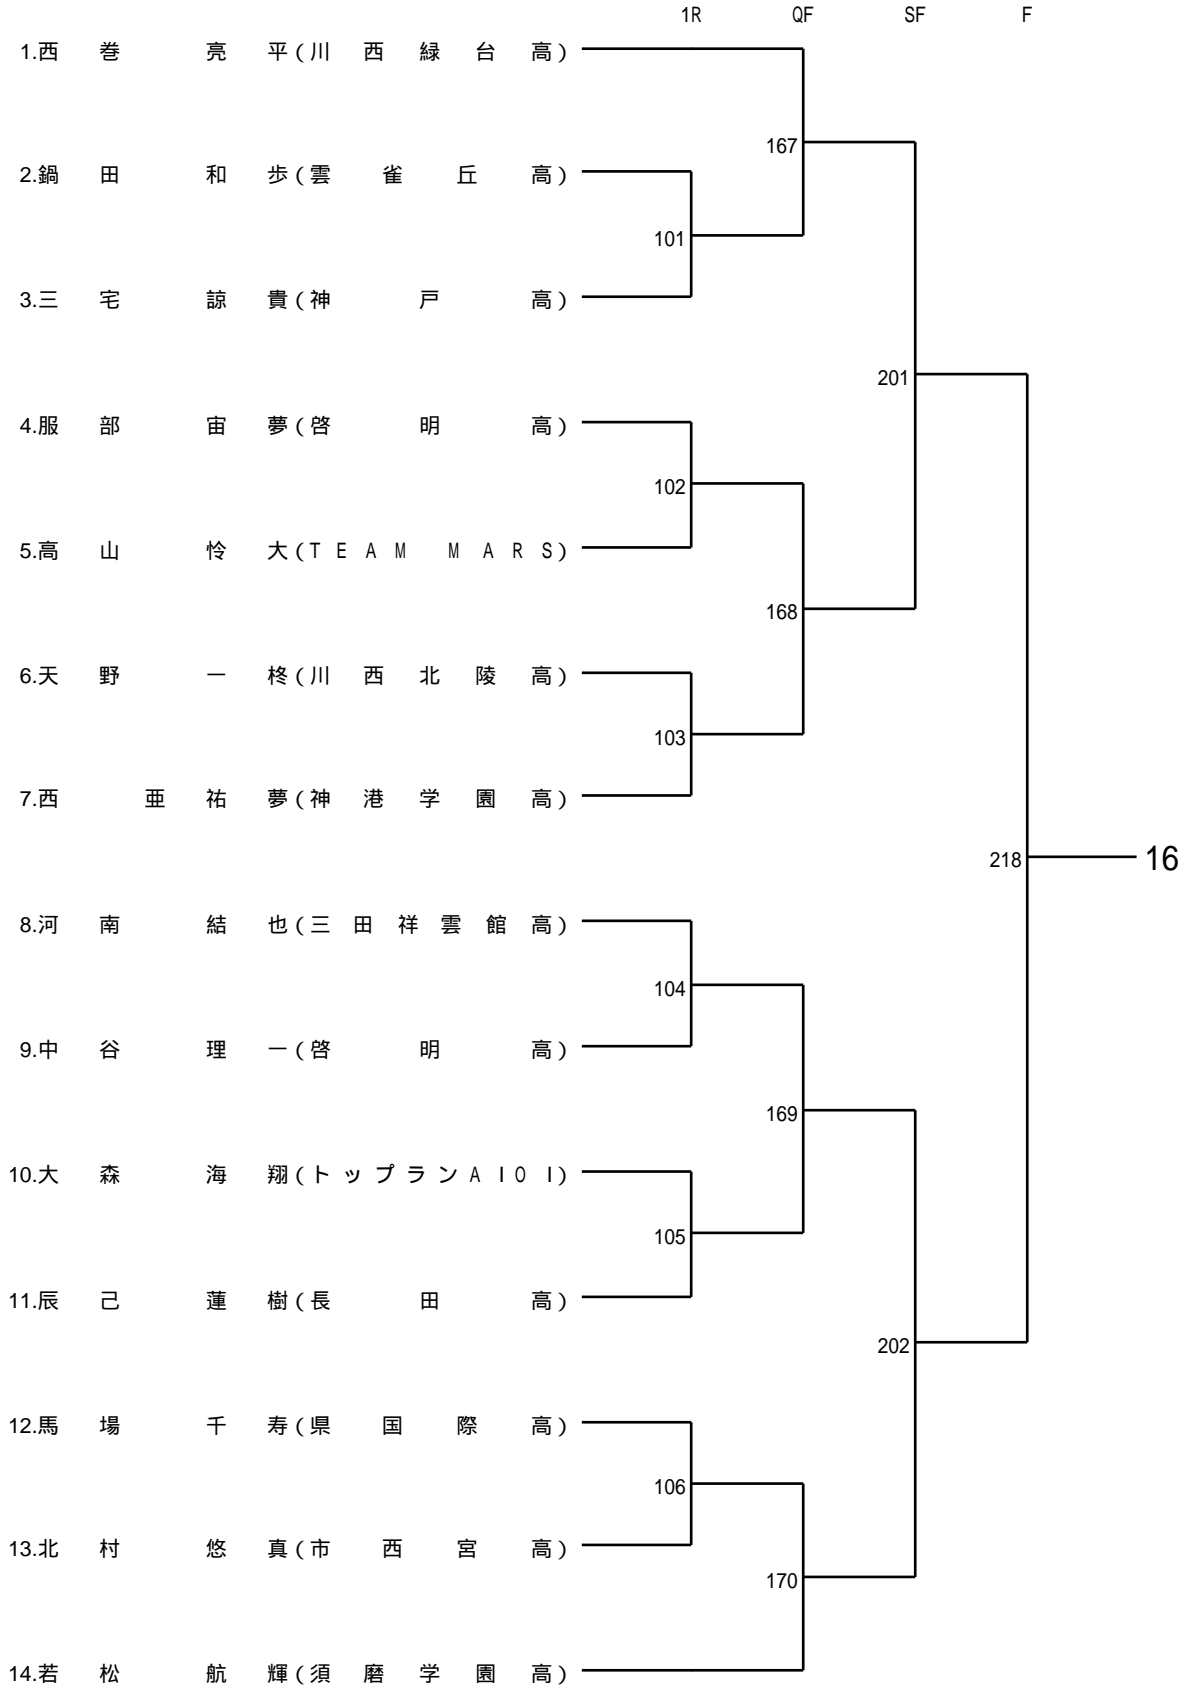 1R QF SF F
1.西巻 亮平(川西緑台高)
167
2.鍋田 和歩(雲雀丘高)
101
3.三宅 諒貴(神戸高)
201
4.服部 宙夢(啓明高)
102
5.高山 怜大(TEAM MARS)
168
6.天野 一柊(川西北陵高)
103
7.西 亜祐夢(神港学園高)
218 16
8.河南 結也(三田祥雲館高)
104
9.中谷 理一(啓明高)
169
10.大森 海翔(トップランAIOI)
105
11.辰己 蓮樹(長田高)
202
12.馬場 千寿(県国際高)
106
13.北村 悠真(市西宮高)
170
14.若松 航輝(須磨学園高)